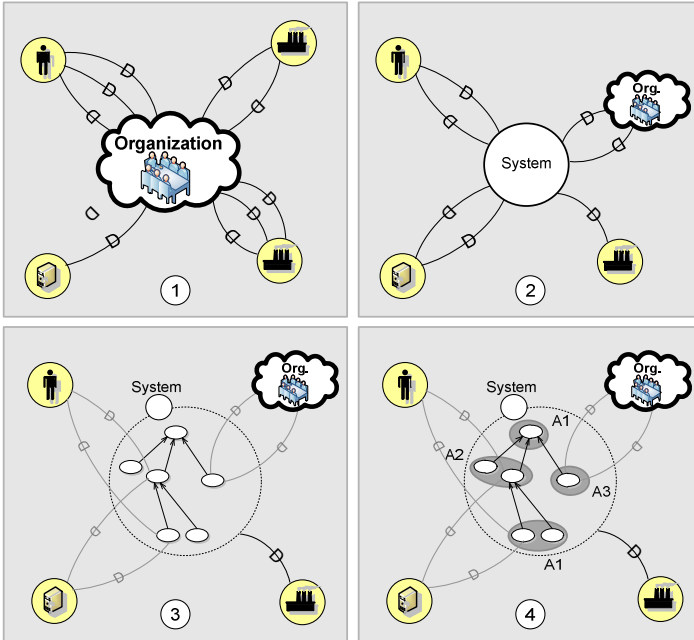 Organization
1
Org.
System
2
Org.
System
3
Org.
System
A1
A2
A3
A1
4